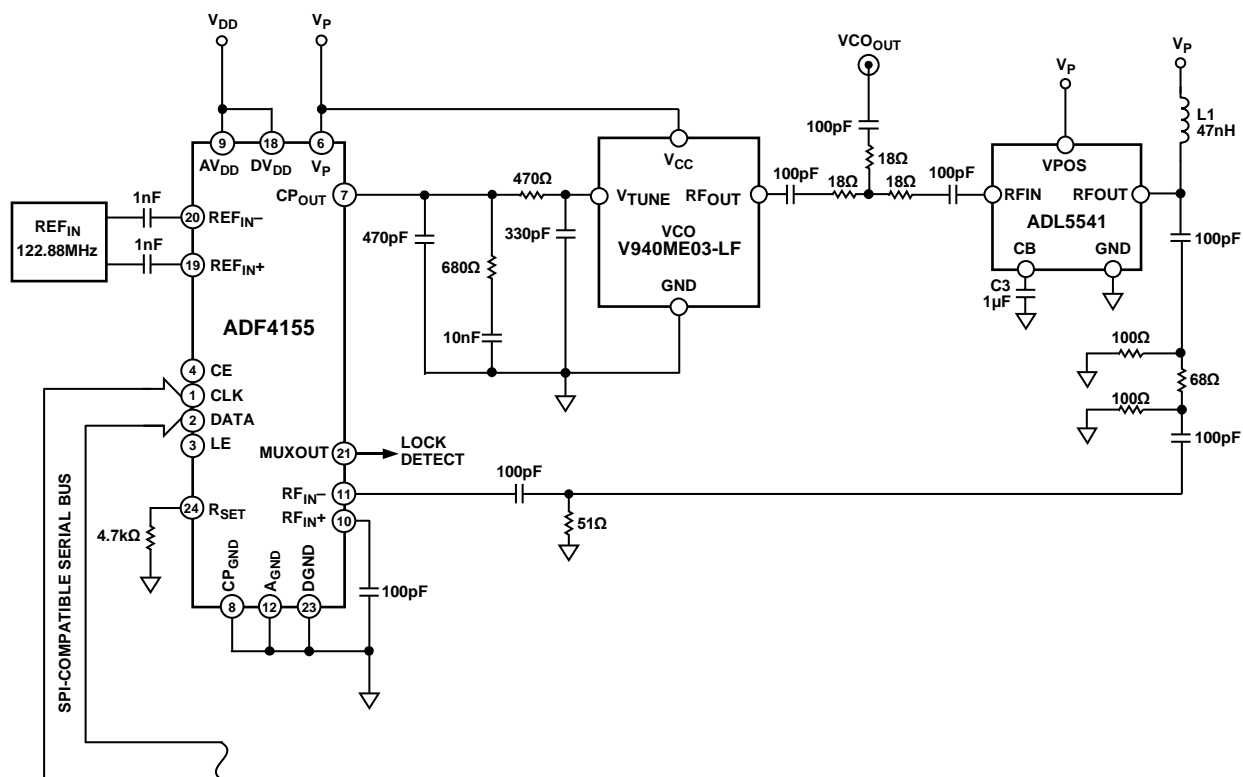 VDD
VP
VCOOUT
VP
VP
L1
47nH
100pF
9
18
6
AVDD
DVDD
VP
VCC
18Ω
VPOS
CPOUT
7
470Ω
VTUNE
RFOUT
100pF
18Ω
18Ω
100pF
RFIN
RFOUT
ADL5541
REFIN
122.88MHz
1nF
20
REFIN–
1nF
19
REFIN+
470pF
680Ω
330pF
VCO
V940ME03-LF
GND
CB
GND
C3
1µF
100pF
ADF4155
10nF
100Ω
68Ω
100Ω
100pF
4
CE
1
CLK
2
DATA
3
LE
MUXOUT
21
LOCK
DETECT
24
RSET
4.7kΩ
RFIN–
11
100pF
51Ω
RFIN+
10
100pF
CPGND
AGND
DGND
8
12
23
SPI-COMPATIBLE SERIAL BUS